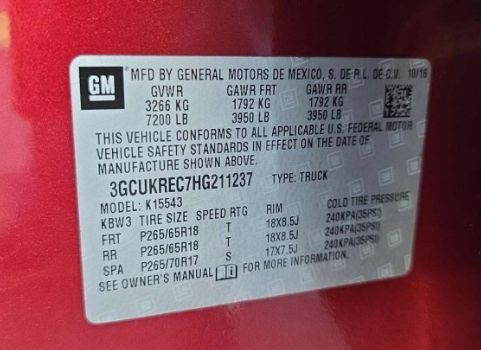 GM
MFD BY GENERAL MOTORS DE MEXICO, S. DE R.L. DE C.V. 10/16
GVWR GAWR FRT GAWR RR
3266 KG 1792 KG 1792 KG
7200 LB 3950 LB 3950 LB
THIS VEHICLE CONFORMS TO ALL APPLICABLE U.S. FEDERAL MOTOR
VEHICLE SAFETY STANDARDS IN EFFECT ON THE DATE OF
MANUFACTURE SHOWN ABOVE.
3GCUKREC7HG211237 TYPE: TRUCK
MODEL: K15543
KBW3 TIRE SIZE SPEED RTG RIM COLD TIRE PRESSURE
FRT P265/65R18 T 18X8.5J 240KPA(35PSI)
RR P265/65R18 T 18X8.5J 240KPA(35PSI)
SPA P265/70R17 S 17X7.5J 240KPA(35PSI)
SEE OWNER'S MANUAL FOR MORE INFORMATION.